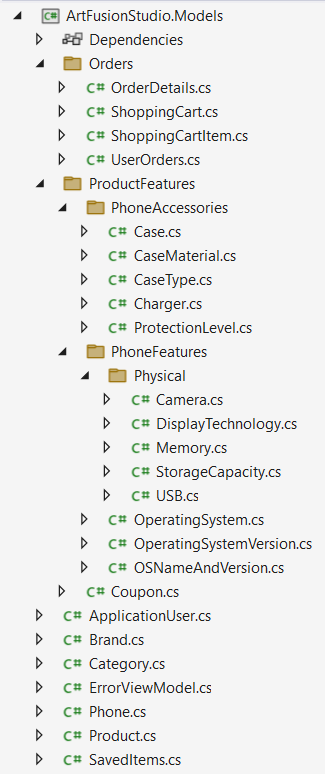 ArtFusionStudio.Models
Dependencies
Orders
C# OrderDetails.cs
C# ShoppingCart.cs
C# ShoppingCartItem.cs
C# UserOrders.cs
ProductFeatures
PhoneAccessories
C# Case.cs
C# CaseMaterial.cs
C# CaseType.cs
C# Charger.cs
C# ProtectionLevel.cs
PhoneFeatures
Physical
C# Camera.cs
C# DisplayTechnology.cs
C# Memory.cs
C# StorageCapacity.cs
C# USB.cs
C# OperatingSystem.cs
C# OperatingSystemVersion.cs
C# OSNameAndVersion.cs
C# Coupon.cs
C# ApplicationUser.cs
C# Brand.cs
C# Category.cs
C# ErrorViewModel.cs
C# Phone.cs
C# Product.cs
C# SavedItems.cs